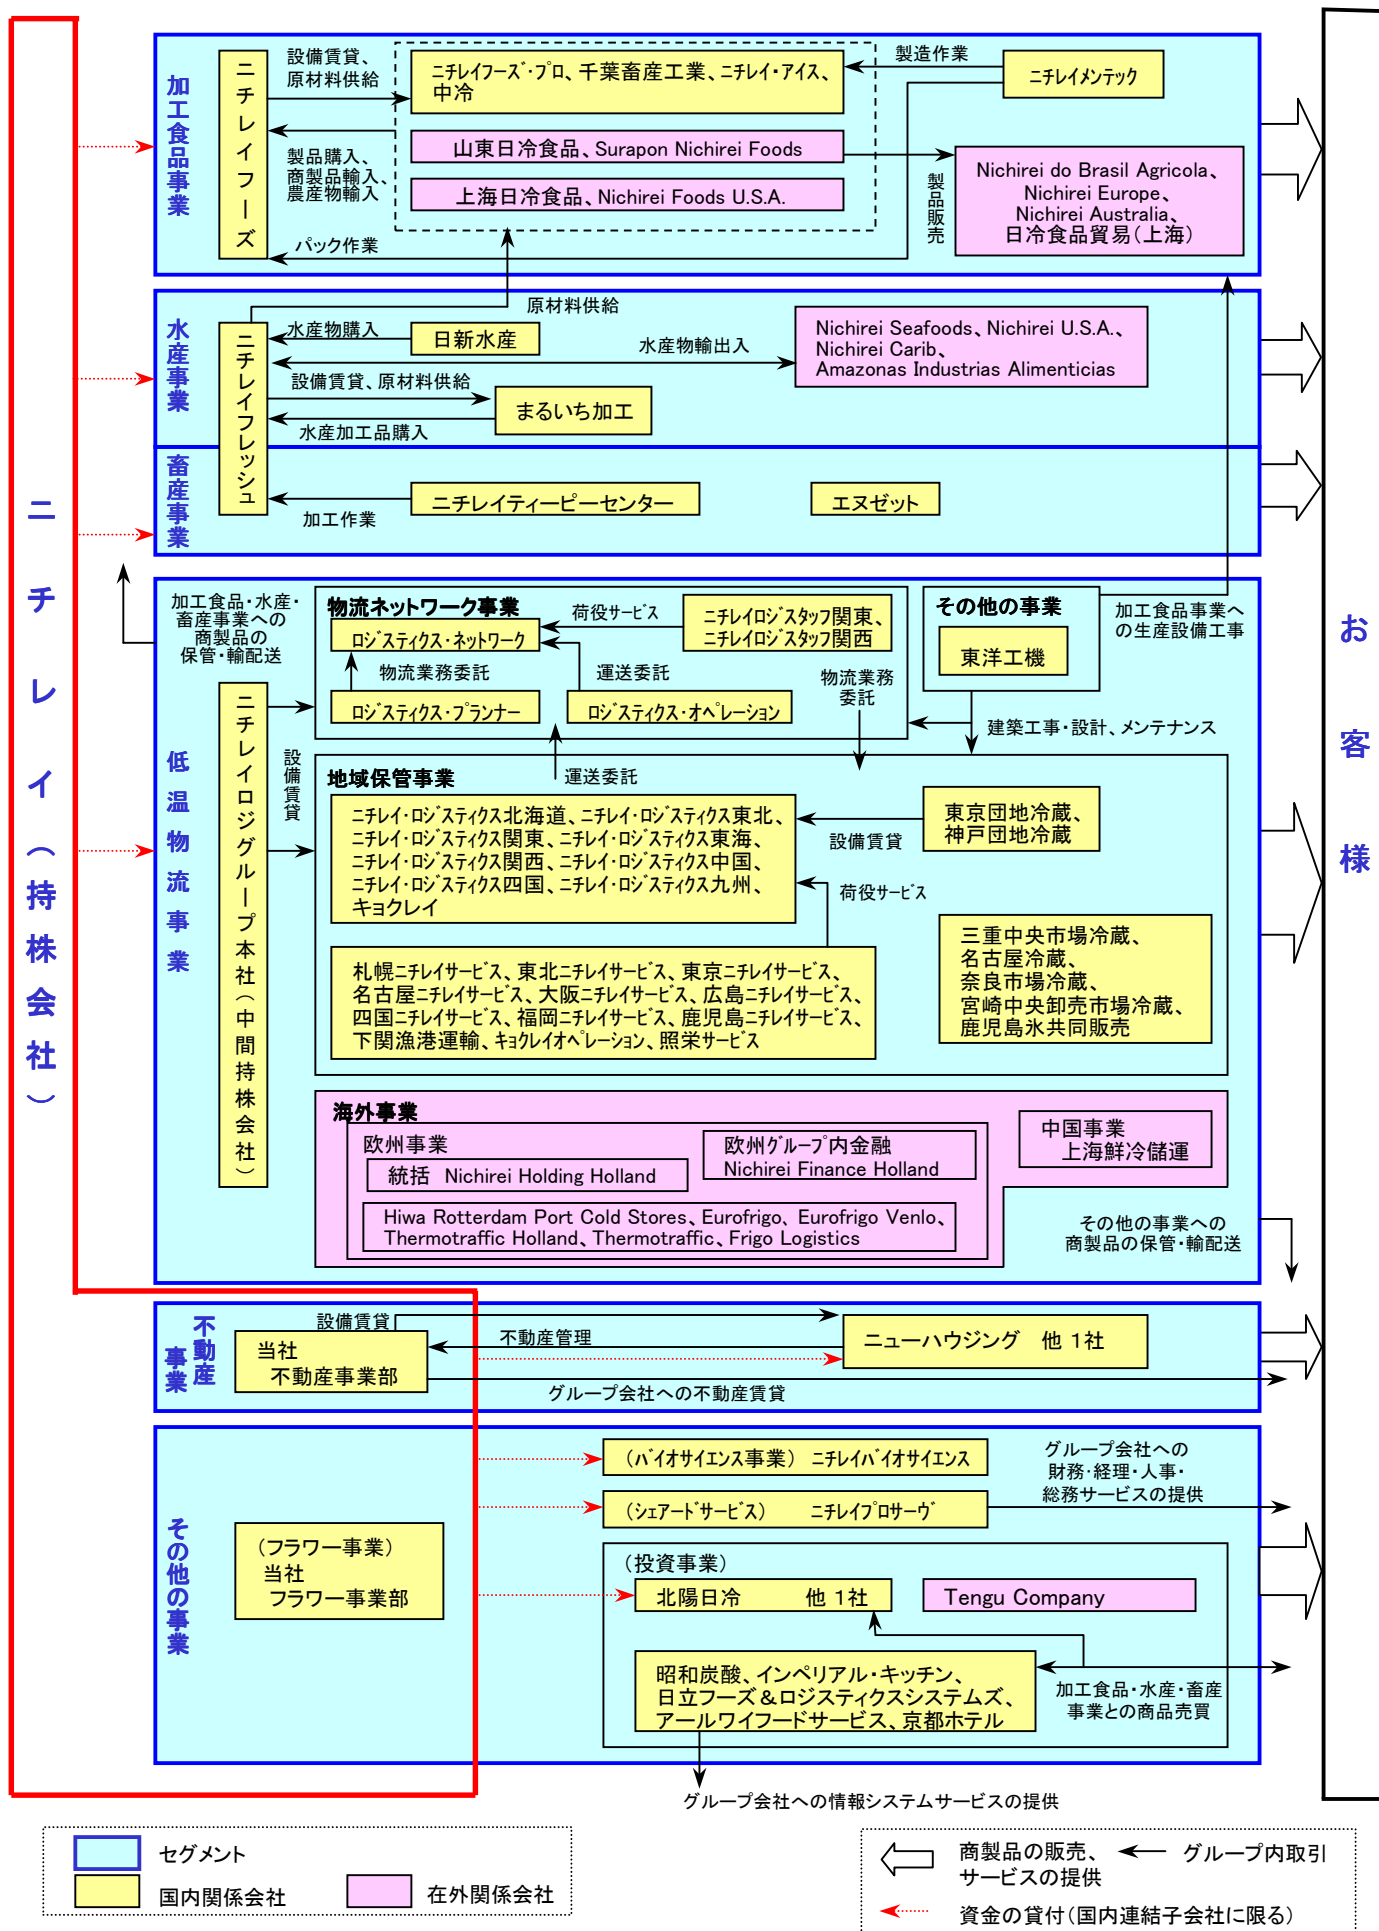 ニチレイ（持株会社）
お客様
加工食品事業
ニチレイフーズ
設備賃貸、
原材料供給
ニチレイフーズ・プロ、千葉畜産工業、ニチレイ・アイス、
中冷
製造作業
ニチレイメンテック
山東日冷食品、Surapon Nichirei Foods
製品購入、
商製品輸入、
農産物輸入
上海日冷食品、Nichirei Foods U.S.A.
製品販売
Nichirei do Brasil Agricola、
Nichirei Europe、
Nichirei Australia、
日冷食品貿易（上海）
パック作業
原材料供給
水産事業
ニチレイフレッシュ
水産物購入
日新水産
水産物輸出入
Nichirei Seafoods、Nichirei U.S.A.、
Nichirei Carib、
Amazonas Industrias Alimenticias
設備賃貸、原材料供給
まるいち加工
水産加工品購入
畜産事業
加工作業
ニチレイティーピーセンター
エヌゼット
低温物流事業
加工食品・水産・
畜産事業への
商製品の
保管・輸配送
ニチレイロジグループ本社（中間持株会社）
設備賃貸
物流ネットワーク事業
ロジスティクス・ネットワーク
荷役サービス
ニチレイロジスタッフ関東、
ニチレイロジスタッフ関西
物流業務委託
運送委託
ロジスティクス・プランナー
ロジスティクス・オペレーション
物流業務
委託
その他の事業
東洋工機
加工食品事業へ
の生産設備工事
建築工事・設計、メンテナンス
地域保管事業
運送委託
ニチレイ・ロジスティクス北海道、ニチレイ・ロジスティクス東北、
ニチレイ・ロジスティクス関東、ニチレイ・ロジスティクス東海、
ニチレイ・ロジスティクス関西、ニチレイ・ロジスティクス中国、
ニチレイ・ロジスティクス四国、ニチレイ・ロジスティクス九州、
キョクレイ
設備賃貸
東京団地冷蔵、
神戸団地冷蔵
荷役サービス
札幌ニチレイサービス、東北ニチレイサービス、東京ニチレイサービス、
名古屋ニチレイサービス、大阪ニチレイサービス、広島ニチレイサービス、
四国ニチレイサービス、福岡ニチレイサービス、鹿児島ニチレイサービス、
下関漁港運輸、キョクレイオペレーション、照栄サービス
三重中央市場冷蔵、
名古屋冷蔵、
奈良市場冷蔵、
宮崎中央卸売市場冷蔵、
鹿児島氷共同販売
海外事業
欧州事業
統括 Nichirei Holding Holland
欧州グループ内金融
Nichirei Finance Holland
中国事業
上海鮮冷儲運
Hiwa Rotterdam Port Cold Stores、Eurofrigo、Eurofrigo Venlo、
Thermotraffic Holland、Thermotraffic、Frigo Logistics
その他の事業への
商製品の保管・輸配送
不動産事業
設備賃貸
当社
不動産事業部
不動産管理
ニューハウジング 他 1社
グループ会社への不動産賃貸
その他の事業
（フラワー事業）
当社
フラワー事業部
（バイオサイエンス事業） ニチレイバイオサイエンス
（シェアードサービス） ニチレイプロサーヴ
グループ会社への
財務・経理・人事・
総務サービスの提供
（投資事業）
北陽日冷 他 1社
Tengu Company
昭和炭酸、インペリアル・キッチン、
日立フーズ＆ロジスティクスシステムズ、
アールワイフードサービス、京都ホテル
加工食品・水産・畜産
事業との商品売買
グループ会社への情報システムサービスの提供
セグメント
国内関係会社
在外関係会社
商製品の販売、
サービスの提供
グループ内取引
資金の貸付（国内連結子会社に限る）